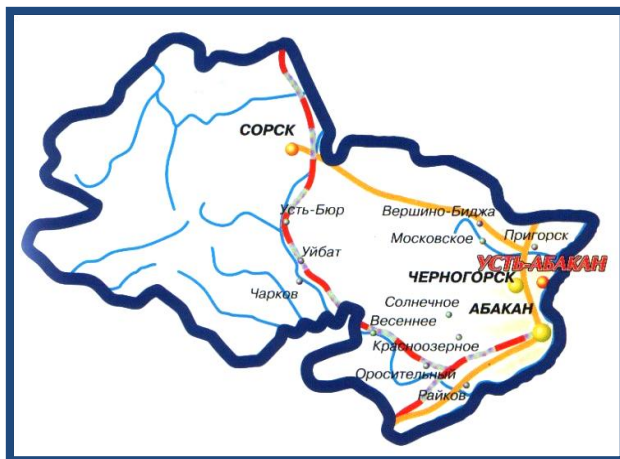 СОРСК
Усть-Бюр
Вершино-Биджа
Московское
Пригорск
Уйбат
УСТЬ-АБАКАН
ЧЕРНОГОРСК
Чарков
Солнечное
АБАКАН
Весеннее
Красноозерное
Оросительный
Райков